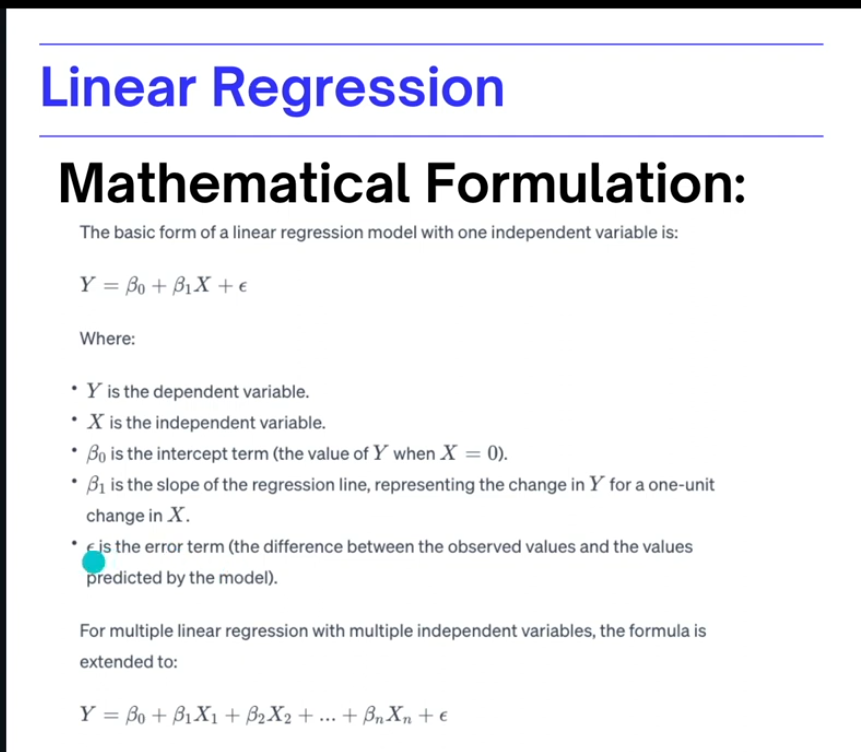 Linear Regression
Mathematical Formulation:
The basic form of a linear regression model with one independent variable is:
Y = β₀ + β₁X + ϵ
Where:
• Y is the dependent variable.
• X is the independent variable.
• β₀ is the intercept term (the value of Y when X = 0).
• β₁ is the slope of the regression line, representing the change in Y for a one-unit
change in X.
• ϵ is the error term (the difference between the observed values and the values
predicted by the model).
For multiple linear regression with multiple independent variables, the formula is
extended to:
Y = β₀ + β₁X₁ + β₂X₂ + ... + βₙXₙ + ϵ